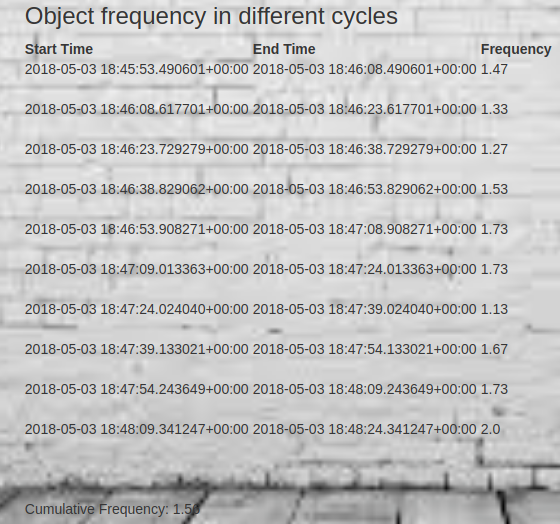 Object frequency in different cycles
Start Time End Time Frequency
2018-05-03 18:45:53.490601+00:00 2018-05-03 18:46:08.490601+00:00 1.47
2018-05-03 18:46:08.617701+00:00 2018-05-03 18:46:23.617701+00:00 1.33
2018-05-03 18:46:23.729279+00:00 2018-05-03 18:46:38.729279+00:00 1.27
2018-05-03 18:46:38.829062+00:00 2018-05-03 18:46:53.829062+00:00 1.53
2018-05-03 18:46:53.908271+00:00 2018-05-03 18:47:08.908271+00:00 1.73
2018-05-03 18:47:09.013363+00:00 2018-05-03 18:47:24.013363+00:00 1.73
2018-05-03 18:47:24.024040+00:00 2018-05-03 18:47:39.024040+00:00 1.13
2018-05-03 18:47:39.133021+00:00 2018-05-03 18:47:54.133021+00:00 1.67
2018-05-03 18:47:54.243649+00:00 2018-05-03 18:48:09.243649+00:00 1.73
2018-05-03 18:48:09.341247+00:00 2018-05-03 18:48:24.341247+00:00 2.0
Cumulative Frequency: